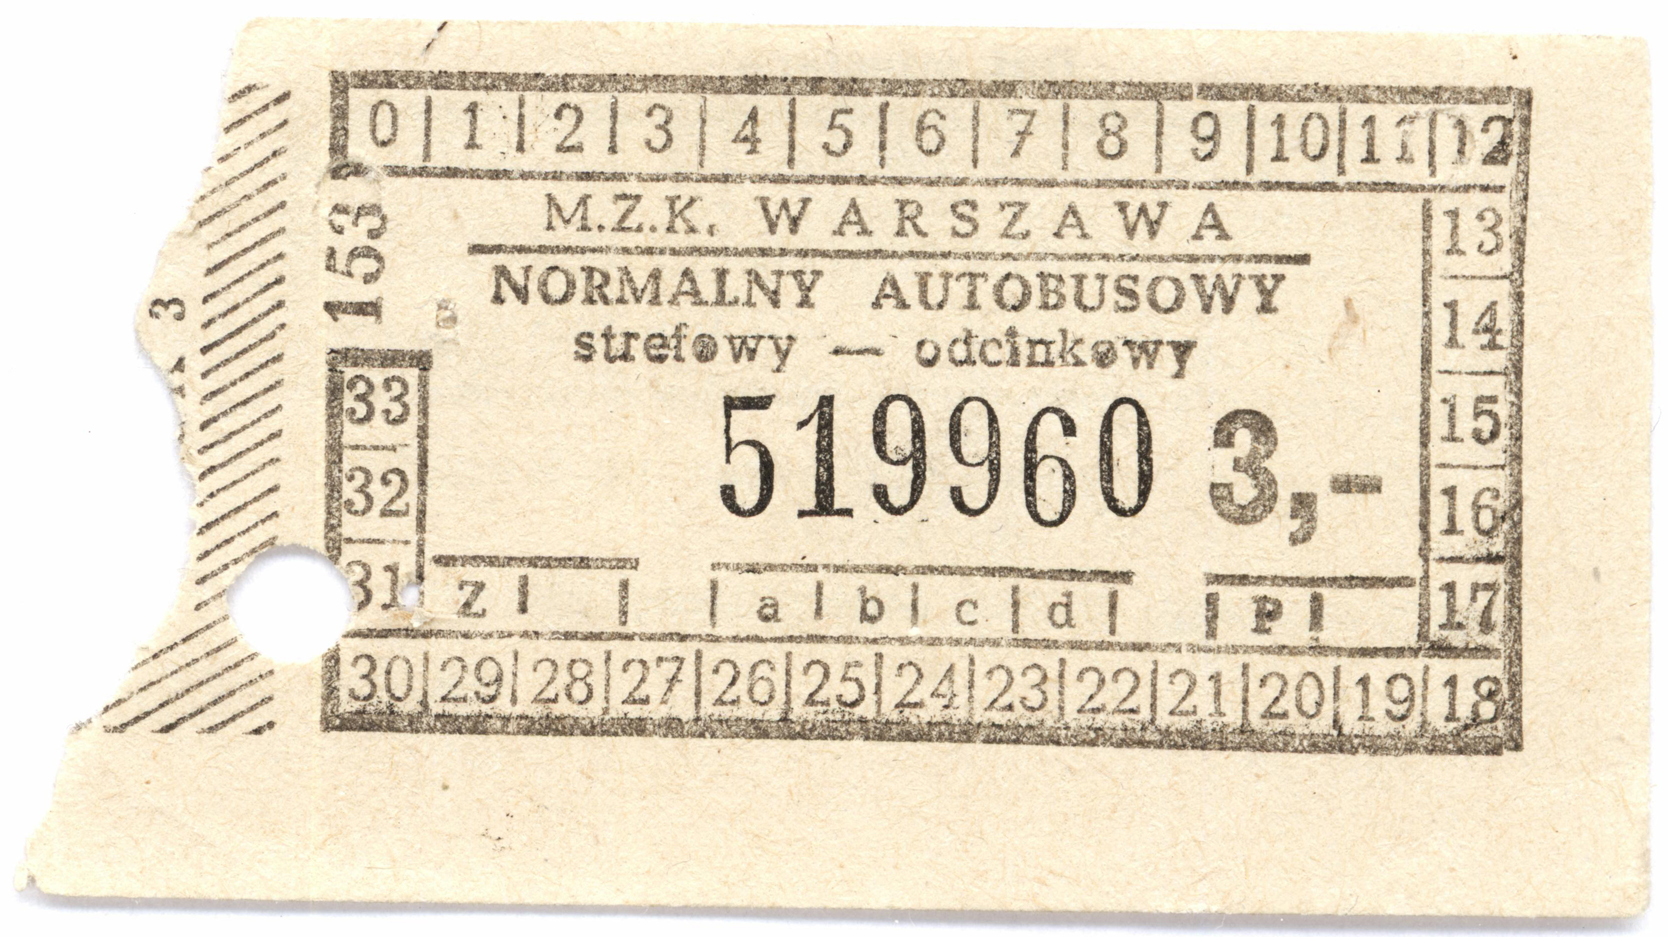 0 | 1 | 2 | 3 | 4 | 5 | 6 | 7 | 8 | 9 | 10 | 11 | 12
M.Z.K. WARSZAWA
NORMALNY AUTOBUSOWY
strefowy — odcinkowy
519960 3,-
Z | | | a | b | c | d | | P |
30 | 29 | 28 | 27 | 26 | 25 | 24 | 23 | 22 | 21 | 20 | 19 | 18
13
14
15
16
17
153
33
32
31
3